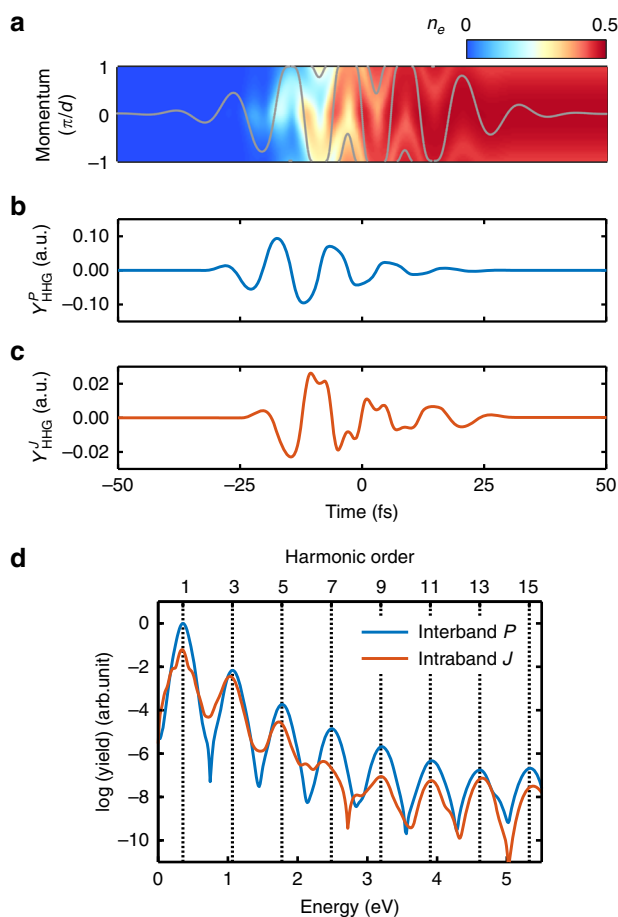 a
n_e 0 0.5
Momentum (π/d)
1
0
−1
b
Y^P_HHG (a.u.)
0.10
0.00
−0.10
c
Y^J_HHG (a.u.)
0.02
0.00
−0.02
−50 −25 0 25 50
Time (fs)
d
Harmonic order
1 3 5 7 9 11 13 15
Interband P
Intraband J
log (yield) (arb.unit)
0
−2
−4
−6
−8
−10
0 1 2 3 4 5
Energy (eV)